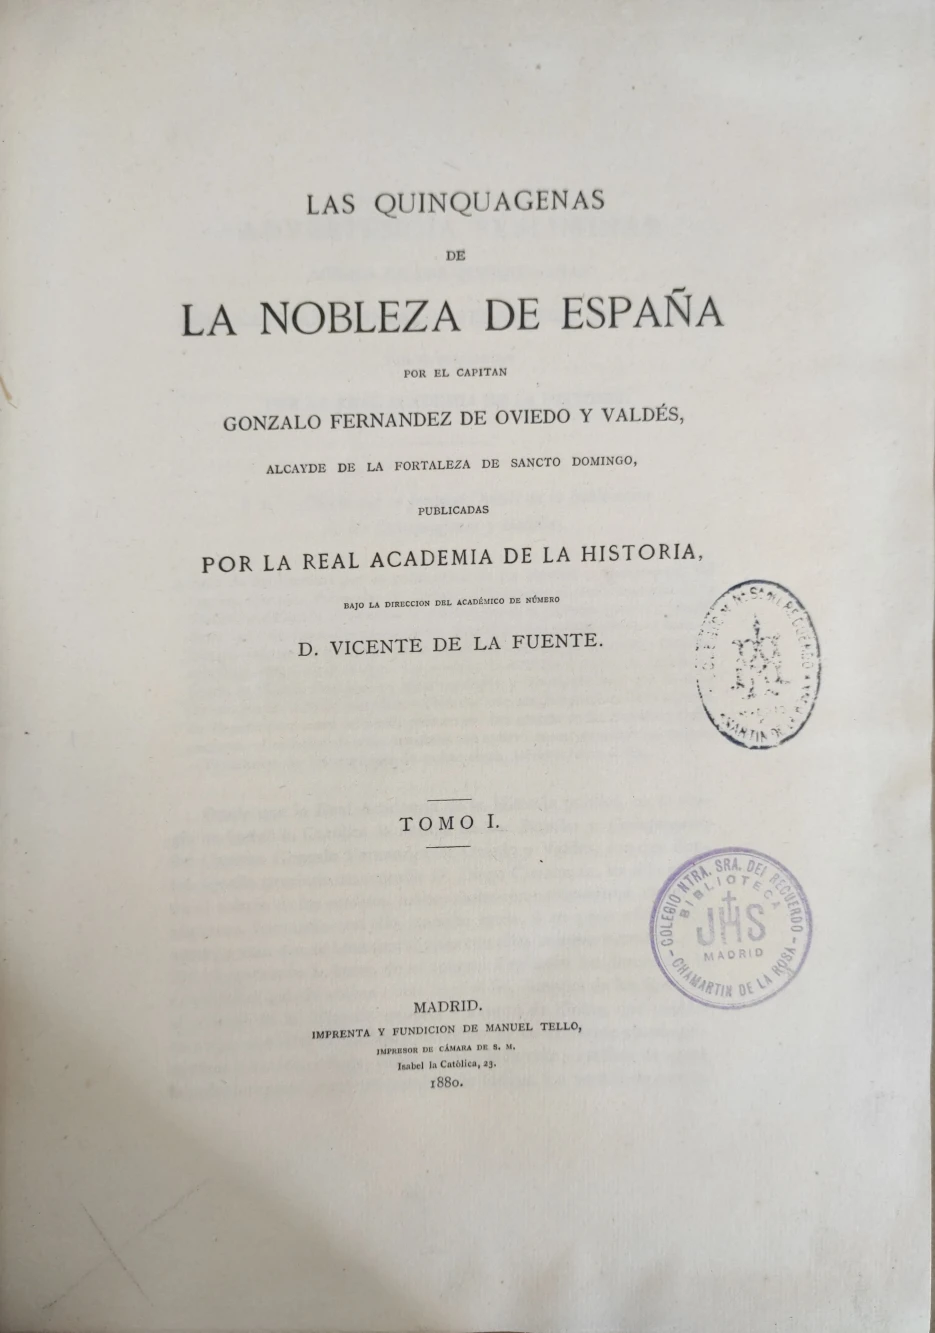 LAS QUINQUAGENAS
DE
LA NOBLEZA DE ESPAÑA
POR EL CAPITAN
GONZALO FERNANDEZ DE OVIEDO Y VALDÉS,
ALCAYDE DE LA FORTALEZA DE SANCTO DOMINGO,
PUBLICADAS
POR LA REAL ACADEMIA DE LA HISTORIA,
BAJO LA DIRECCION DEL ACADÉMICO DE NÚMERO
D. VICENTE DE LA FUENTE.
TOMO I.
COLEGIO NTRA. SRA. DEL RECUERDO
BIBLIOTECA
JHS
MADRID
- CHAMARTIN DE LA ROSA -
MADRID.
IMPRENTA Y FUNDICION DE MANUEL TELLO,
IMPRESOR DE CÁMARA DE S. M.
Isabel la Católica, 23.
1880.